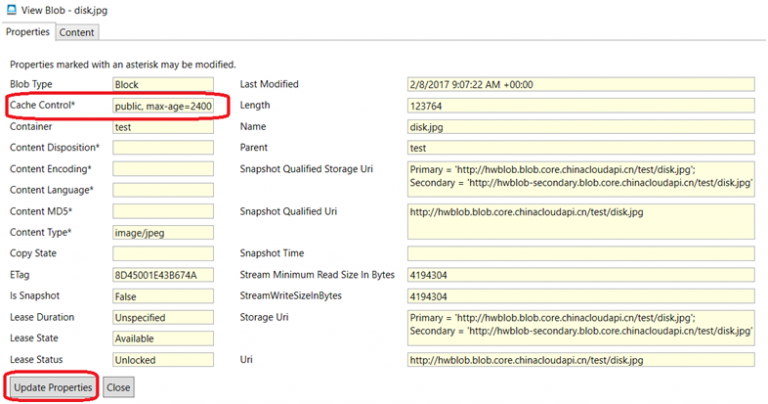 View Blob - disk.jpg
Properties Content
Properties marked with an asterisk may be modified.
Blob Type Block Last Modified 2/8/2017 9:07:22 AM +00:00
Cache Control* public, max-age=2400 Length 123764
Container test Name disk.jpg
Content Disposition* Parent test
Content Encoding* Snapshot Qualified Storage Uri Primary = 'http://hwblob.blob.core.chinacloudapi.cn/test/disk.jpg';
Content Language* Secondary = 'http://hwblob-secondary.blob.core.chinacloudapi.cn/test/disk.jpg'
Content MD5* Snapshot Qualified Uri http://hwblob.blob.core.chinacloudapi.cn/test/disk.jpg
Content Type* image/jpeg
Copy State Snapshot Time
ETag 8D45001E43B674A Stream Minimum Read Size In Bytes 4194304
Is Snapshot False StreamWriteSizeInBytes 4194304
Lease Duration Unspecified Storage Uri Primary = 'http://hwblob.blob.core.chinacloudapi.cn/test/disk.jpg';
Lease State Available Secondary = 'http://hwblob-secondary.blob.core.chinacloudapi.cn/test/disk.jpg'
Lease Status Unlocked Uri http://hwblob.blob.core.chinacloudapi.cn/test/disk.jpg
Update Properties Close